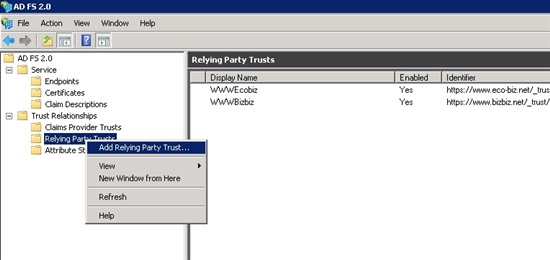 AD FS 2.0
File Action View Window Help
AD FS 2.0
Service
Endpoints
Certificates
Claim Descriptions
Trust Relationships
Claims Provider Trusts
Relying Party Trusts
Attribute St
Relying Party Trusts
Display Name Enabled Identifier
WWWEcobiz Yes https://www.eco-biz.net/_trust
WWWBizbiz Yes https://www.bizbiz.net/_trust/
Add Relying Party Trust...
View
New Window from Here
Refresh
Help